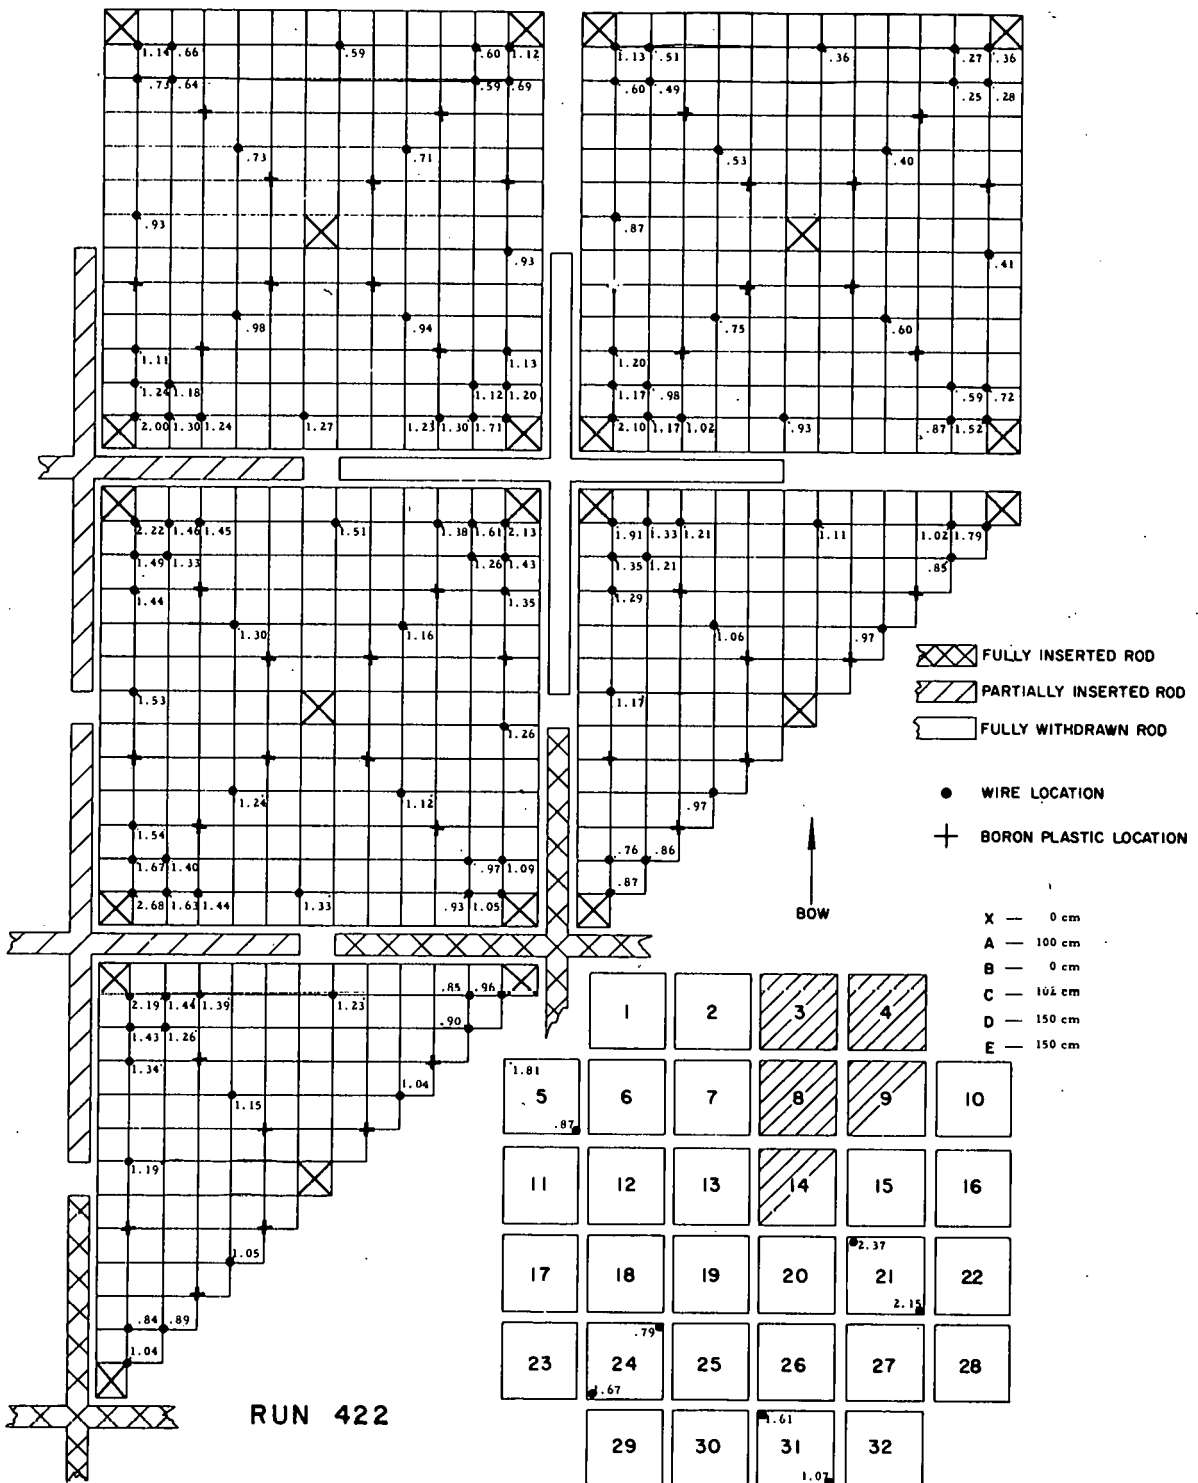 1.14 .66 .59 .60 1.12
.73 .64 .59 .69
.73 .71
.93
.93
.98 .94
1.11 1.13
1.24 1.18 1.12 1.20
2.00 1.30 1.24 1.27 1.23 1.30 1.71
1.13 .51 .36 .27 .36
.60 .49 .25 .28
.53 .40
.87
.41
.75 .60
1.20
1.17 .98 .59 .72
2.10 1.17 1.02 .93 .87 1.52
2.22 1.46 1.45 1.51 1.38 1.61 2.13
1.49 1.33 1.26 1.43
1.44 1.35
1.30 1.16
1.53
1.26
1.24 1.12
1.54
1.67 1.40 .97 1.09
2.68 1.63 1.44 1.33 .93 1.05
1.91 1.33 1.21 1.11 1.02 1.79
1.35 1.21 .85
1.29
1.06 .97
1.17
.97
.76 .86
.87
FULLY INSERTED ROD
PARTIALLY INSERTED ROD
FULLY WITHDRAWN ROD
WIRE LOCATION
BORON PLASTIC LOCATION
BOW
X — 0 cm
A — 100 cm
B — 0 cm
C — 102 cm
D — 150 cm
E — 150 cm
2.19 1.44 1.39 1.23 .85 .96
1.43 1.26 .90
1.34
1.15 1.04
1.19
1.05
.84 .89
1.04
1 2 3 4
1.81
5 6 7 8 9 10
.87
11 12 13 14 15 16
2.37
17 18 19 20 21 22
2.15
.79
23 24 25 26 27 28
1.67
1.61
29 30 31 32
1.07
RUN 422